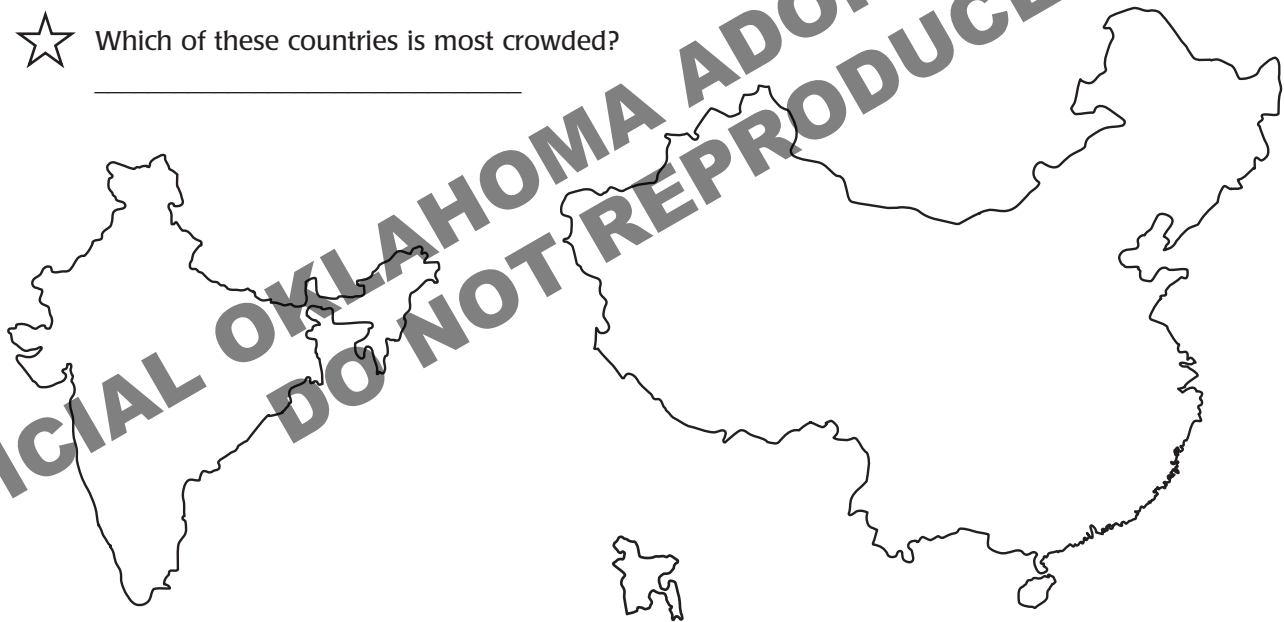 Which of these countries is most crowded?
ICIAL OKLAHOMA ADO
DO NOT REPRODUCE